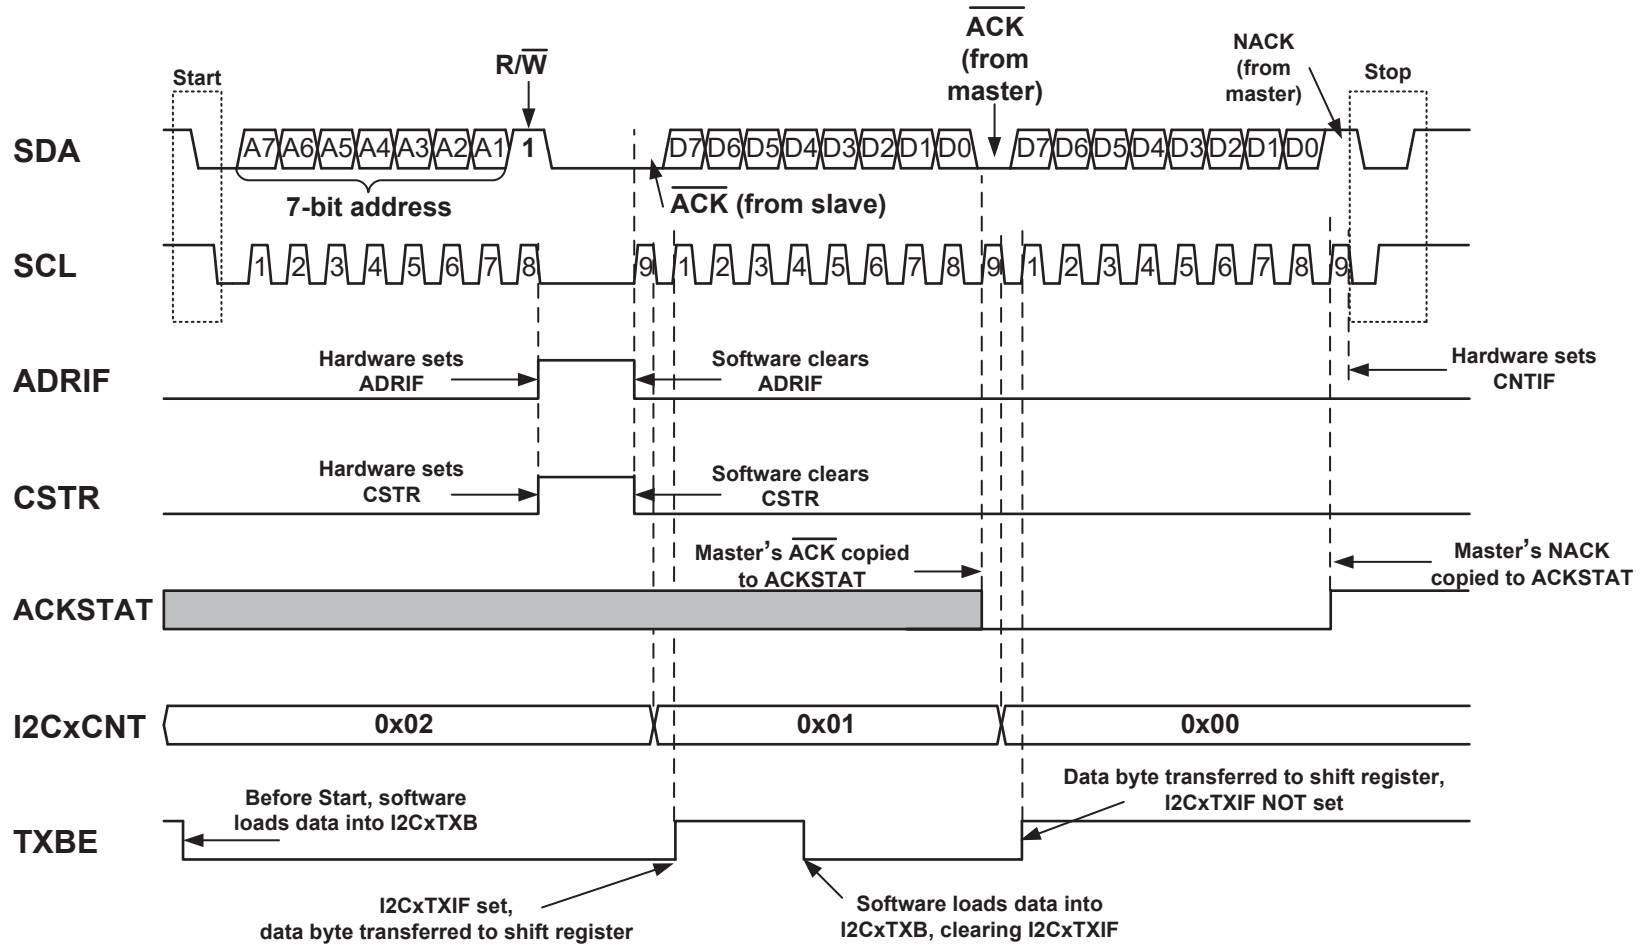 ACK
(from
master)
NACK
(from
master)
Start
R/W
Stop
SDA
A7 A6 A5 A4 A3 A2 A1 1 D7 D6 D5 D4 D3 D2 D1 D0 D7 D6 D5 D4 D3 D2 D1 D0
7-bit address
ACK (from slave)
SCL
1 2 3 4 5 6 7 8 9 1 2 3 4 5 6 7 8 9 1 2 3 4 5 6 7 8 9
ADRIF
Hardware sets
ADRIF
Software clears
ADRIF
Hardware sets
CNTIF
CSTR
Hardware sets
CSTR
Software clears
CSTR
ACKSTAT
Master’s ACK copied
to ACKSTAT
Master’s NACK
copied to ACKSTAT
I2CxCNT
0x02 0x01 0x00
TXBE
Before Start, software
loads data into I2CxTXB
Data byte transferred to shift register,
I2CxTXIF NOT set
I2CxTXIF set,
data byte transferred to shift register
Software loads data into
I2CxTXB, clearing I2CxTXIF